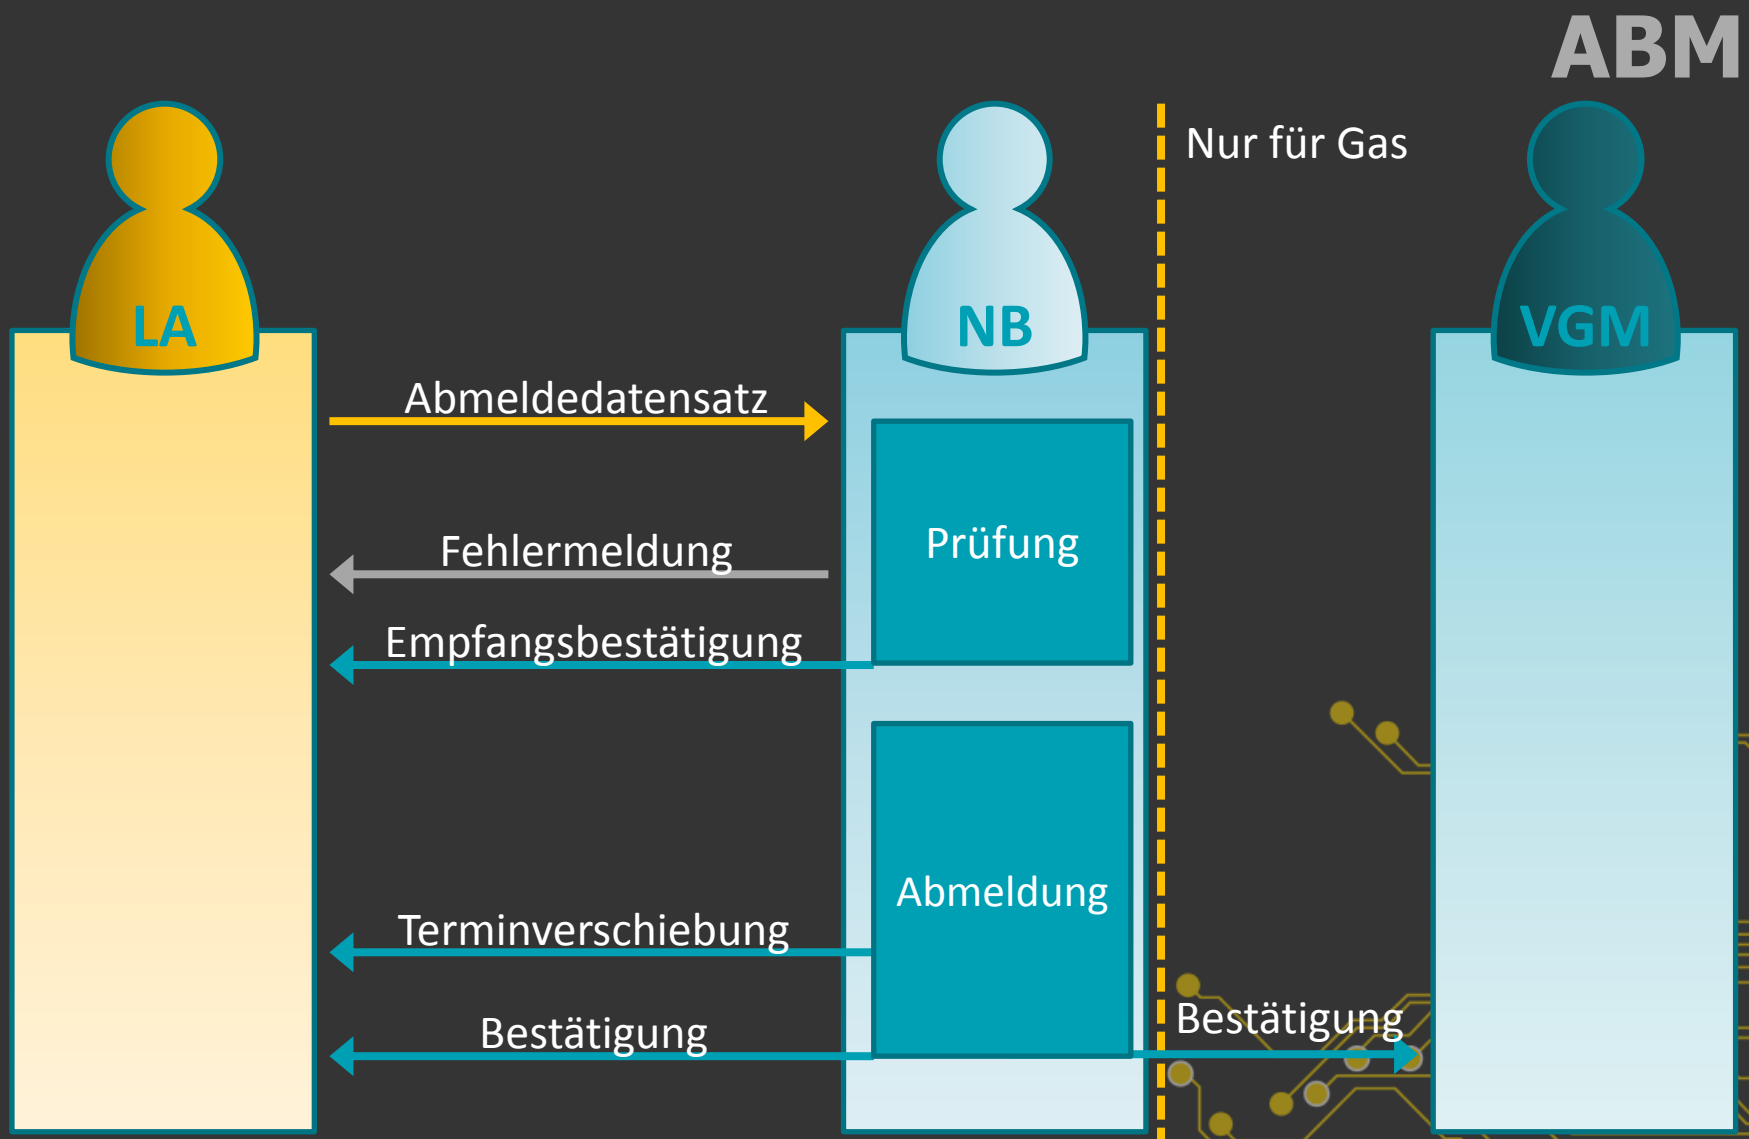 ABM
Nur für Gas
LA
NB
VGM
Abmeldedatensatz
Prüfung
Fehlermeldung
Empfangsbestätigung
Abmeldung
Terminverschiebung
Bestätigung
Bestätigung